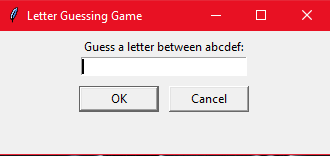 Letter Guessing Game
Guess a letter between abcdef:
OK
Cancel